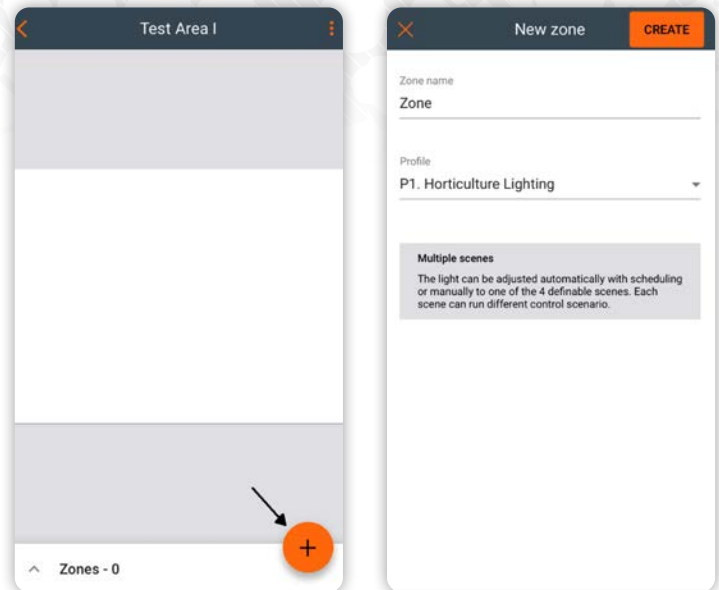 Test Area I
Zones - 0
New zone
CREATE
Zone name
Zone
Profile
P1. Horticulture Lighting
Multiple scenes
The light can be adjusted automatically with scheduling
or manually to one of the 4 definable scenes. Each
scene can run different control scenario.